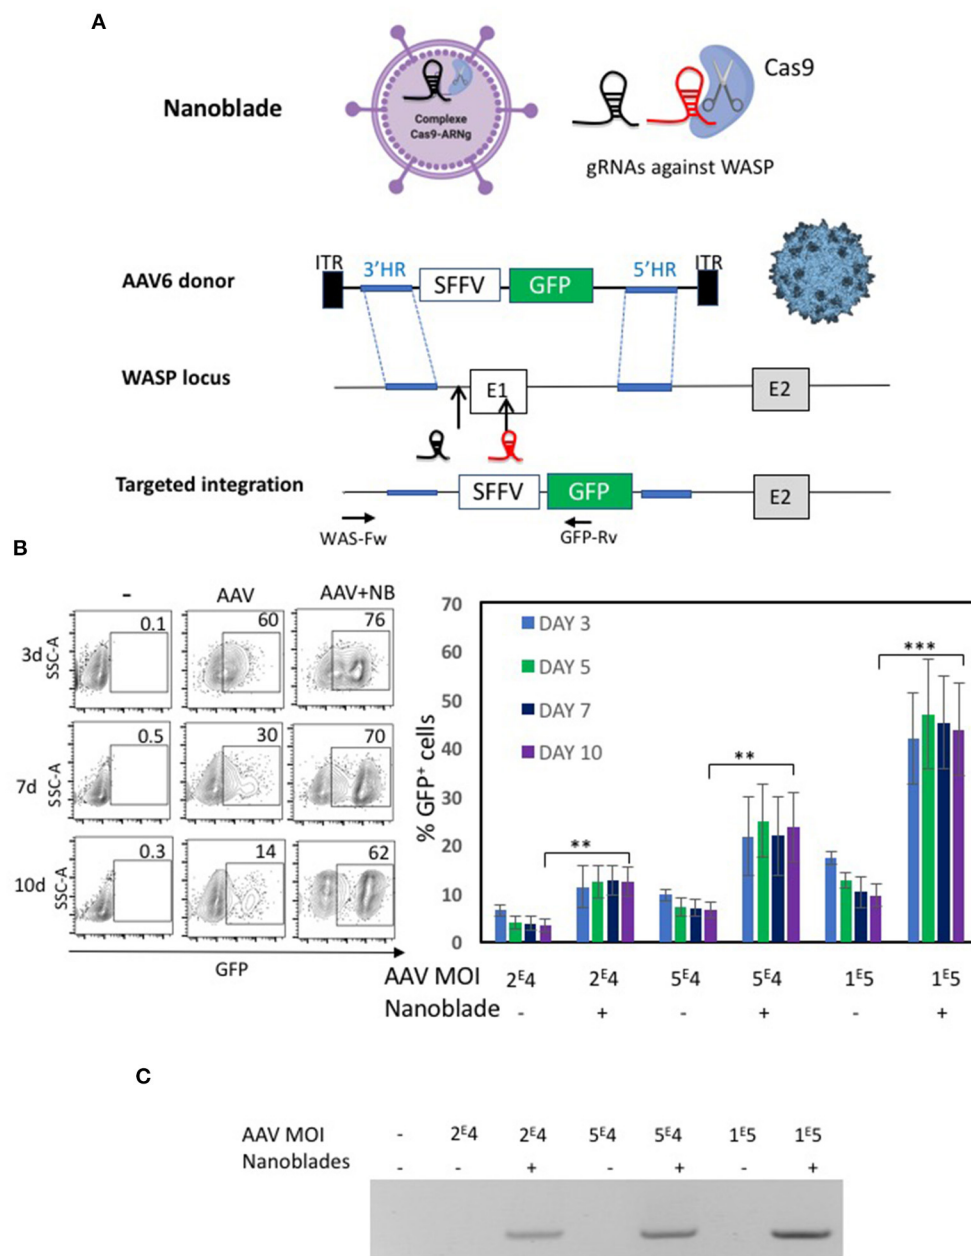 A
Nanoblade
Complexe
Cas9-ARNg
Cas9
gRNAs against WASP
ITR
3'HR
5'HR
ITR
AAV6 donor
SFFV
GFP
WASP locus
E1
E2
Targeted integration
SFFV
GFP
E2
WAS-Fw
GFP-Rv
B
- AAV AAV+NB
3d
SSC-A
0.1
60
76
7d
SSC-A
0.5
30
70
10d
SSC-A
0.3
14
62
GFP
% GFP+ cells
70
60
50
40
30
20
10
0
DAY 3
DAY 5
DAY 7
DAY 10
**
**
***
AAV MOI 2E4 2E4 5E4 5E4 1E5 1E5
Nanoblade - + - + - +
C
AAV MOI - 2E4 2E4 5E4 5E4 1E5 1E5
Nanoblades - - + - + - +